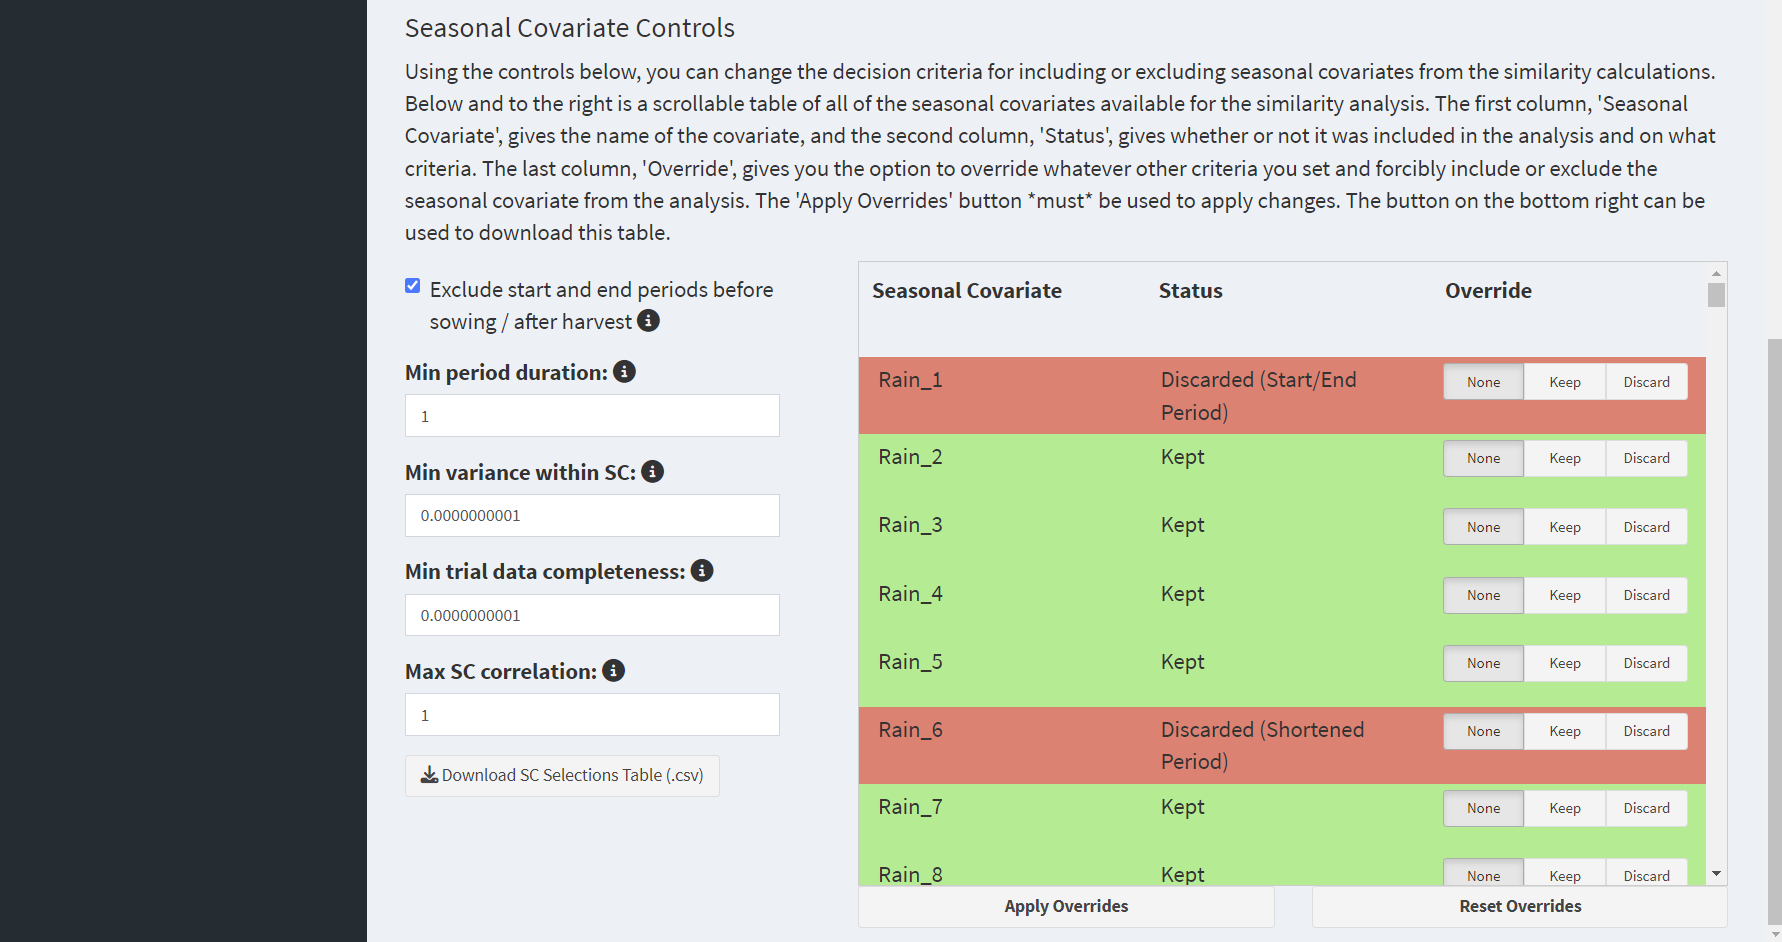 Seasonal Covariate Controls
Using the controls below, you can change the decision criteria for including or excluding seasonal covariates from the similarity calculations.
Below and to the right is a scrollable table of all of the seasonal covariates available for the similarity analysis. The first column, 'Seasonal
Covariate', gives the name of the covariate, and the second column, 'Status', gives whether or not it was included in the analysis and on what
criteria. The last column, 'Override', gives you the option to override whatever other criteria you set and forcibly include or exclude the
seasonal covariate from the analysis. The 'Apply Overrides' button *must* be used to apply changes. The button on the bottom right can be
used to download this table.
Exclude start and end periods before
sowing / after harvest
Min period duration:
1
Min variance within SC:
0.0000000001
Min trial data completeness:
0.0000000001
Max SC correlation:
1
Download SC Selections Table (.csv)
Seasonal Covariate Status Override
Rain_1 Discarded (Start/End None Keep Discard
Period)
Rain_2 Kept None Keep Discard
Rain_3 Kept None Keep Discard
Rain_4 Kept None Keep Discard
Rain_5 Kept None Keep Discard
Rain_6 Discarded (Shortened None Keep Discard
Period)
Rain_7 Kept None Keep Discard
Rain_8 Kept None Keep Discard
Apply Overrides Reset Overrides